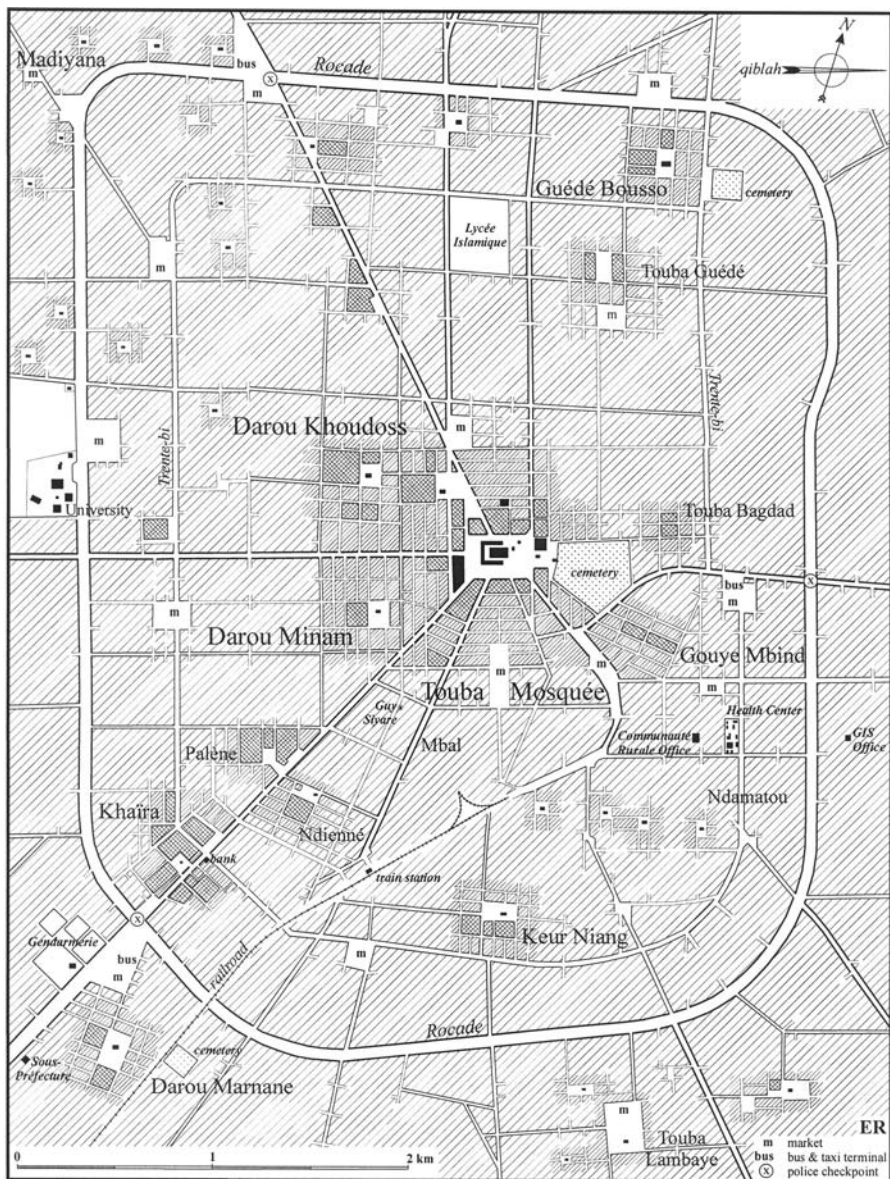 Madiyana
m
bus
m
Rocade
m
m
N
qiblah
Guédé Bousso
cemetery
Lycée
Islamique
m
Touba Guédé
m
Trente-bi
Darou Khoudoss
m
m
Trente-bi
University
Touba Bagdad
cemetery
bus
m
m
Darou Minam
Gouye Mbind
m
Touba Mosquée
m
m
Guy
Siyare
Mbal
Health Center
Communauté
Rurale Office
GIS
Office
Palène
Khaïra
Ndienné
Ndamatou
bank
train station
Keur Niang
Gendarmerie
bus
m
railroad
m
Rocade
cemetery
Sous-
Préfecture
Darou Marnane
m
Touba
Lambaye
ER
m market
bus bus & taxi terminal
x police checkpoint
0 1 2 km